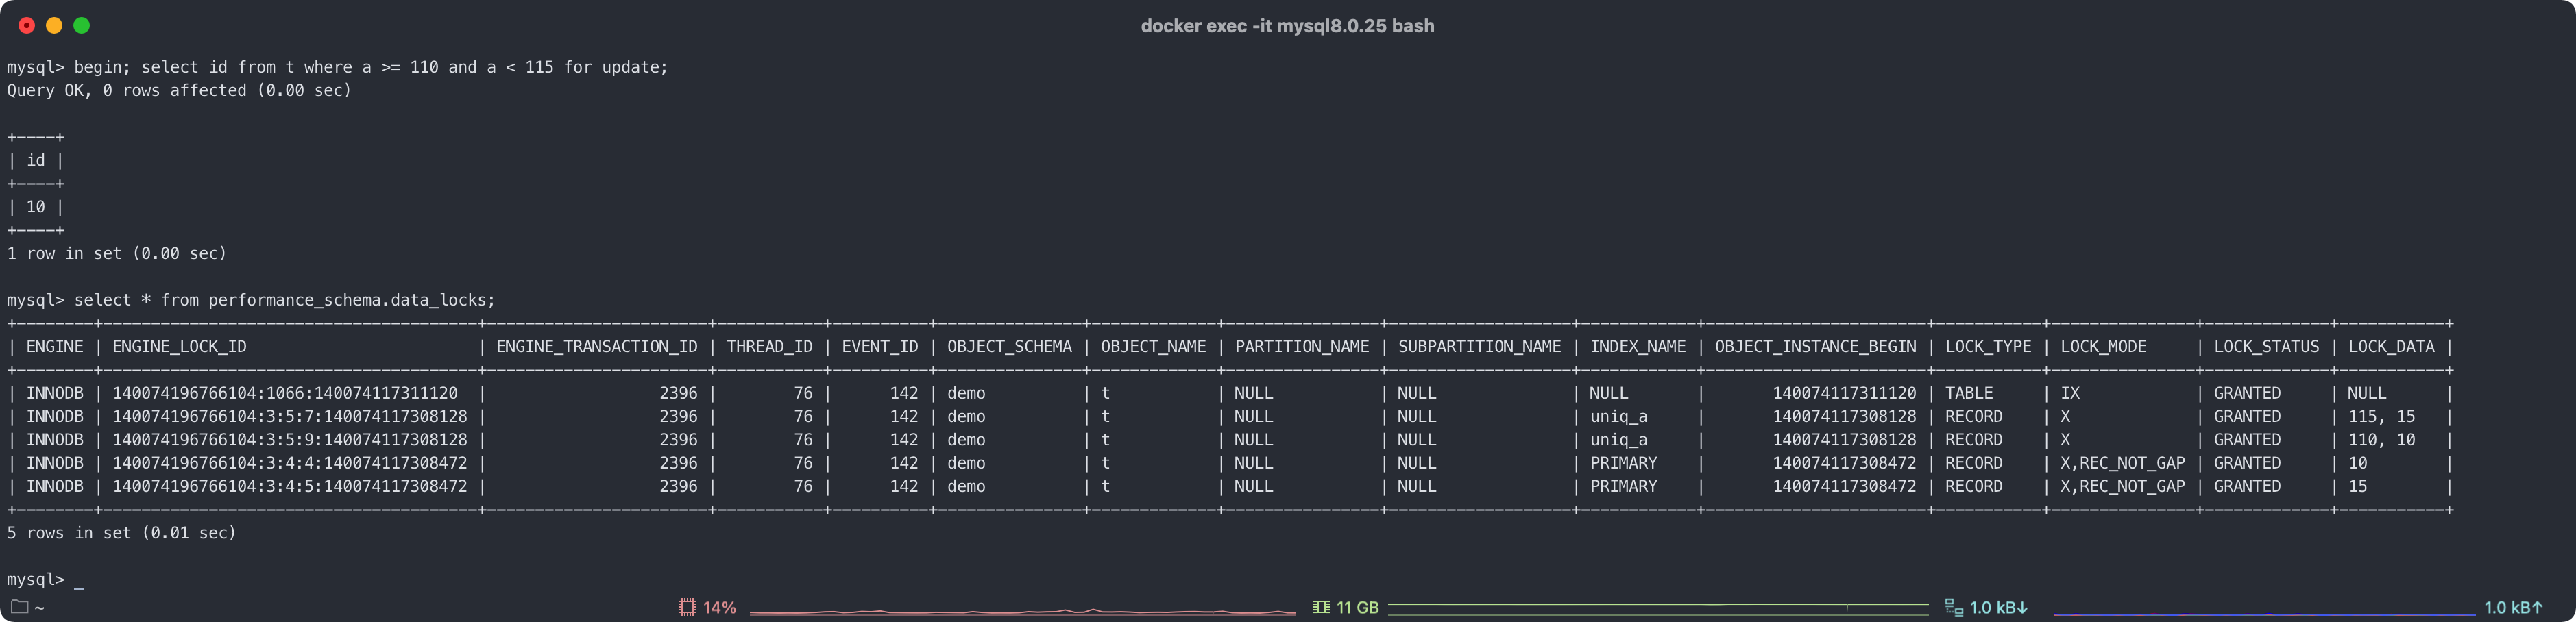 docker exec -it mysql8.0.25 bash
mysql> begin; select id from t where a >= 110 and a < 115 for update;
Query OK, 0 rows affected (0.00 sec)
+----+
| id |
+----+
| 10 |
+----+
1 row in set (0.00 sec)
mysql> select * from performance_schema.data_locks;
+--------+---------------------------------------+-----------------------+-----------+----------+---------------+-------------+----------------+-------------------+------------+-----------------------+-----------+---------------+-------------+-----------+
| ENGINE | ENGINE_LOCK_ID                        | ENGINE_TRANSACTION_ID | THREAD_ID | EVENT_ID | OBJECT_SCHEMA | OBJECT_NAME | PARTITION_NAME | SUBPARTITION_NAME | INDEX_NAME | OBJECT_INSTANCE_BEGIN | LOCK_TYPE | LOCK_MODE     | LOCK_STATUS | LOCK_DATA |
+--------+---------------------------------------+-----------------------+-----------+----------+---------------+-------------+----------------+-------------------+------------+-----------------------+-----------+---------------+-------------+-----------+
| INNODB | 140074196766104:1066:140074117311120  |                  2396 |        76 |      142 | demo          | t           | NULL           | NULL              | NULL       |       140074117311120 | TABLE     | IX            | GRANTED     | NULL      |
| INNODB | 140074196766104:3:5:7:140074117308128 |                  2396 |        76 |      142 | demo          | t           | NULL           | NULL              | uniq_a     |       140074117308128 | RECORD    | X             | GRANTED     | 115, 15   |
| INNODB | 140074196766104:3:5:9:140074117308128 |                  2396 |        76 |      142 | demo          | t           | NULL           | NULL              | uniq_a     |       140074117308128 | RECORD    | X             | GRANTED     | 110, 10   |
| INNODB | 140074196766104:3:4:4:140074117308472 |                  2396 |        76 |      142 | demo          | t           | NULL           | NULL              | PRIMARY    |       140074117308472 | RECORD    | X,REC_NOT_GAP | GRANTED     | 10        |
| INNODB | 140074196766104:3:4:5:140074117308472 |                  2396 |        76 |      142 | demo          | t           | NULL           | NULL              | PRIMARY    |       140074117308472 | RECORD    | X,REC_NOT_GAP | GRANTED     | 15        |
+--------+---------------------------------------+-----------------------+-----------+----------+---------------+-------------+----------------+-------------------+------------+-----------------------+-----------+---------------+-------------+-----------+
5 rows in set (0.01 sec)
mysql> _
~ 14% 11 GB 1.0 kB↓ 1.0 kB↑